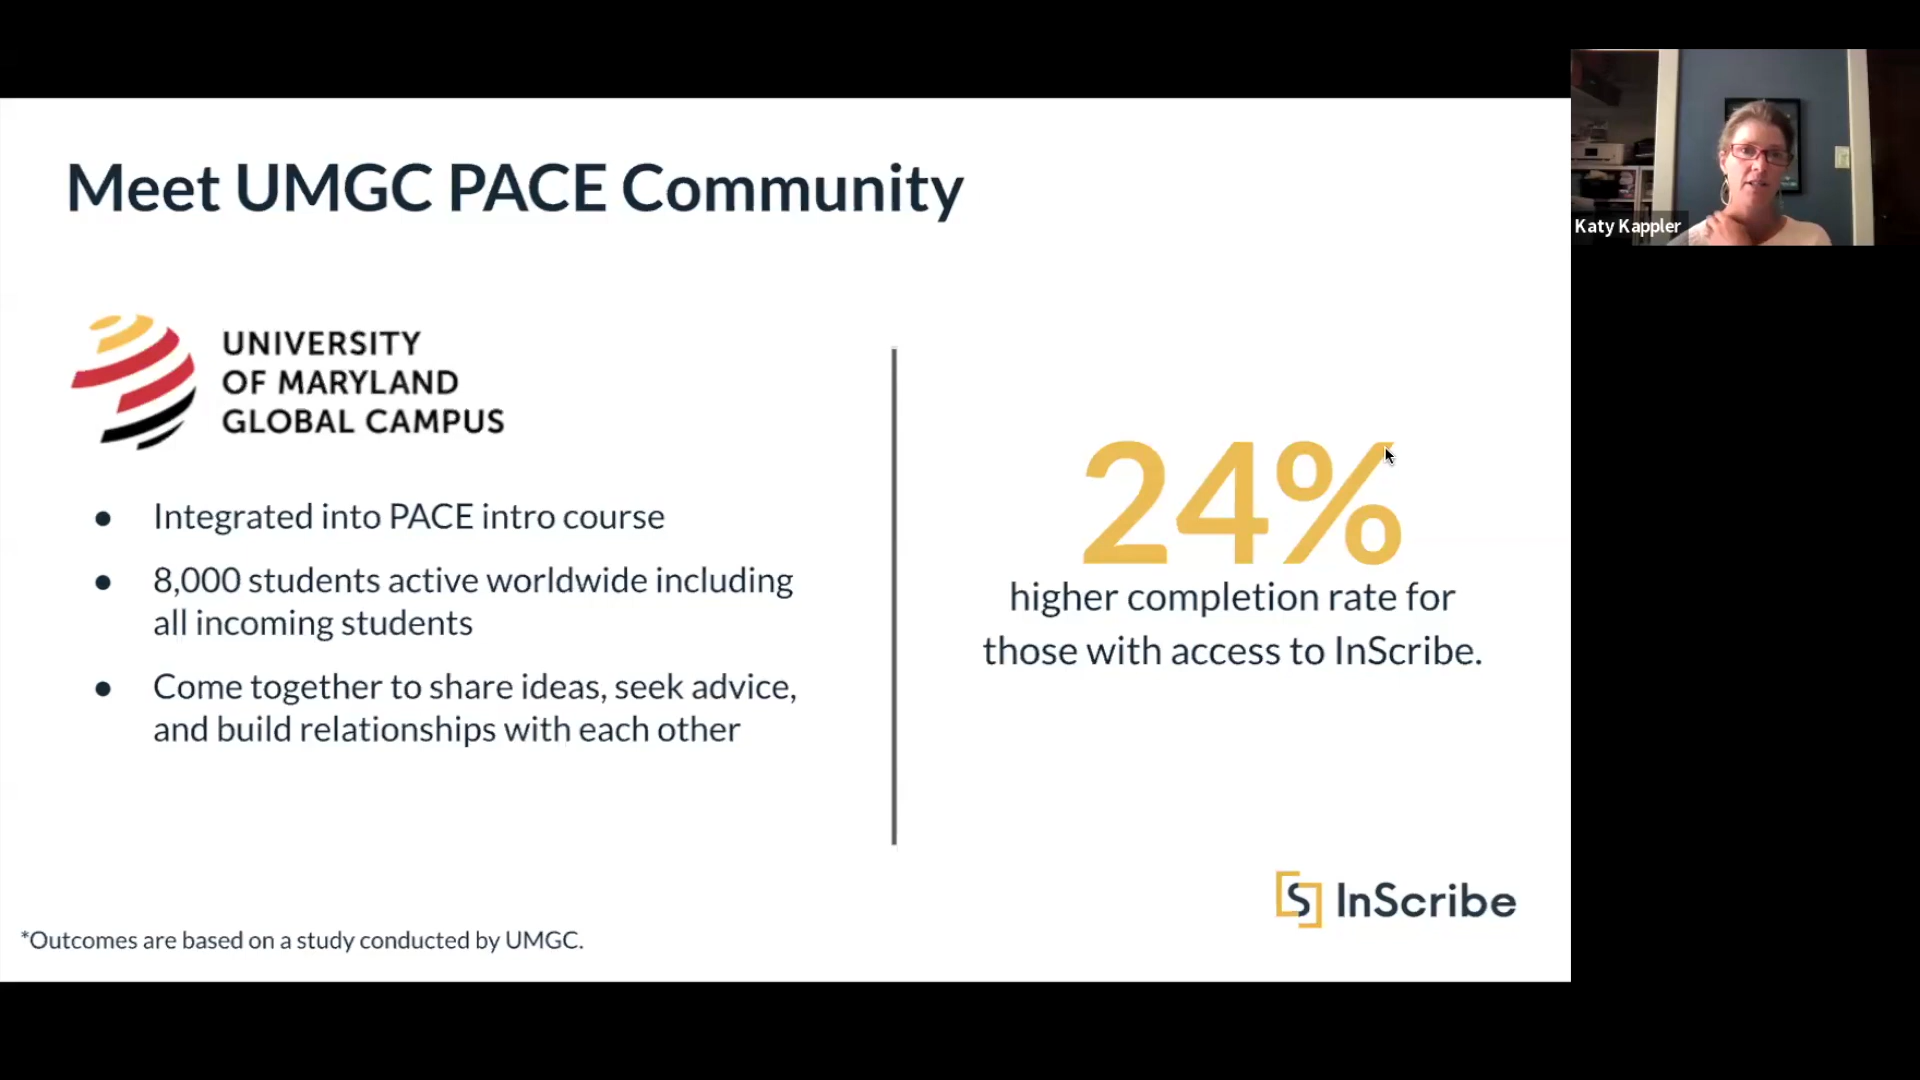 Meet UMGC PACE Community
UNIVERSITY
OF MARYLAND
GLOBAL CAMPUS
● Integrated into PACE intro course
● 8,000 students active worldwide including
all incoming students
● Come together to share ideas, seek advice,
and build relationships with each other
24%
higher completion rate for
those with access to InScribe.
InScribe
*Outcomes are based on a study conducted by UMGC.
Katy Kappler